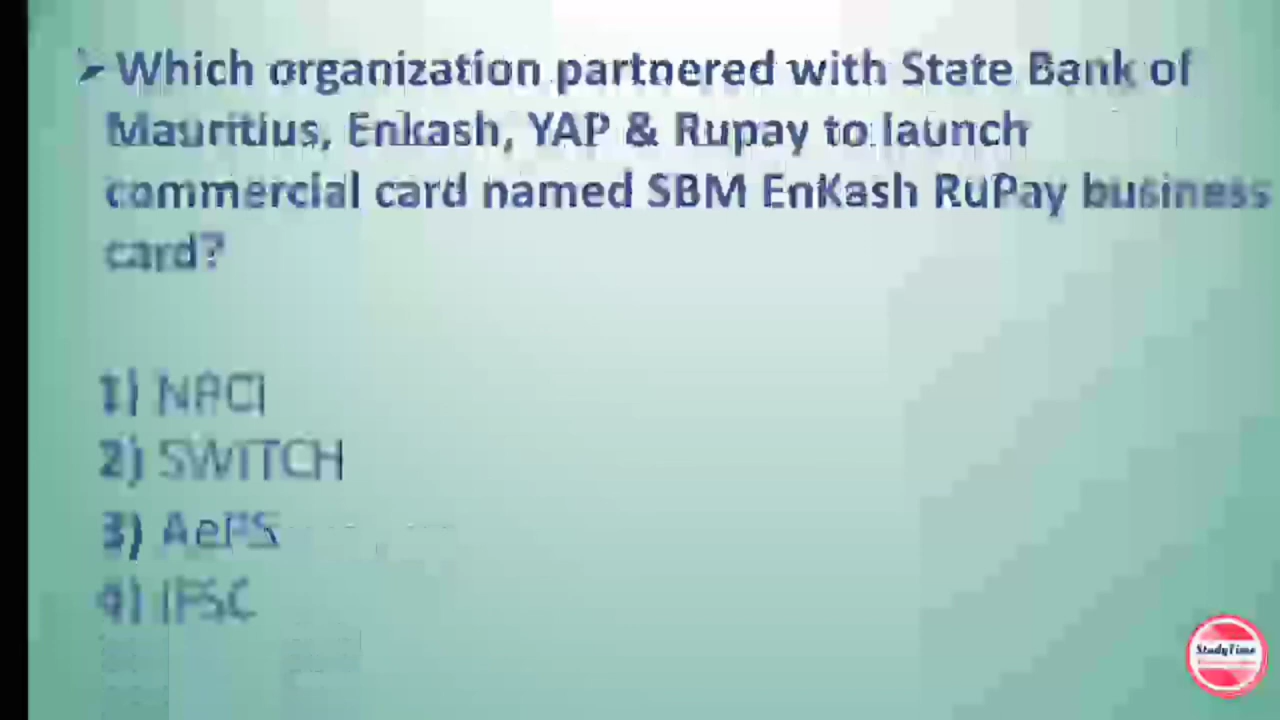 ➢ Which organization partnered with State Bank of
Mauritius, Enkash, YAP & Rupay to launch
commercial card named SBM EnKash RuPay business
card?
1) NPCI
2) SWITCH
3) AePS
4) IFSC
StudyTime